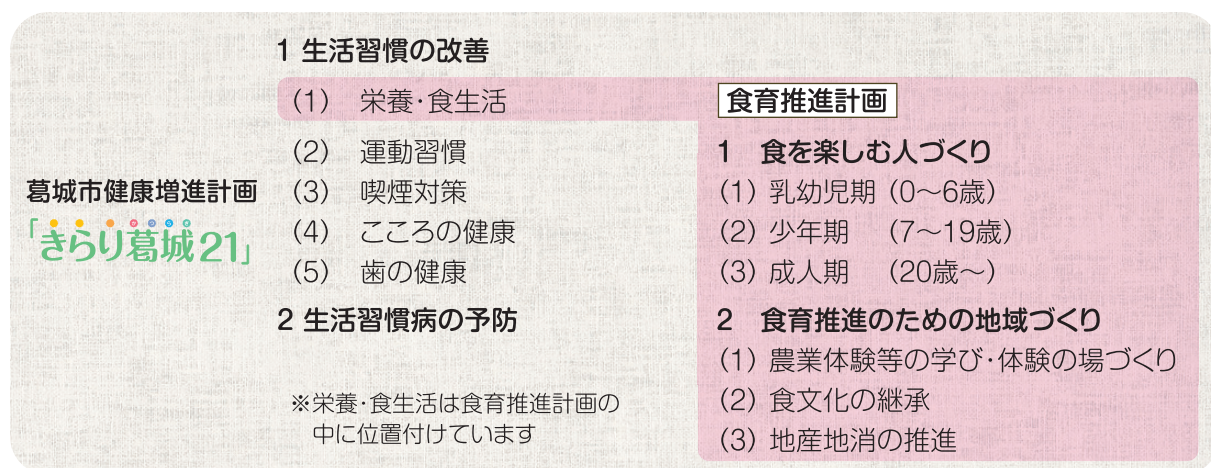 葛城市健康増進計画
「きらり葛城21」
1 生活習慣の改善
(1) 栄養・食生活
(2) 運動習慣
(3) 喫煙対策
(4) こころの健康
(5) 歯の健康
2 生活習慣病の予防
※栄養・食生活は食育推進計画の
中に位置付けています
食育推進計画
1 食を楽しむ人づくり
(1) 乳幼児期 (0〜6歳)
(2) 少年期 (7〜19歳)
(3) 成人期 (20歳〜)
2 食育推進のための地域づくり
(1) 農業体験等の学び・体験の場づくり
(2) 食文化の継承
(3) 地産地消の推進